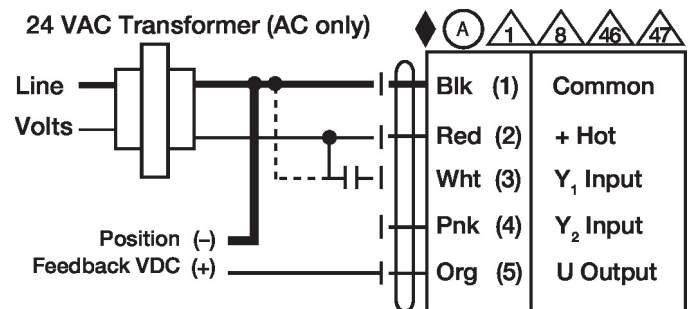 24 VAC Transformer (AC only)
A 1 8 46 47
Line
Volts
Blk (1) Common
Red (2) + Hot
Wht (3) Y₁ Input
Pnk (4) Y₂ Input
Position (–)
Feedback VDC (+)
Org (5) U Output